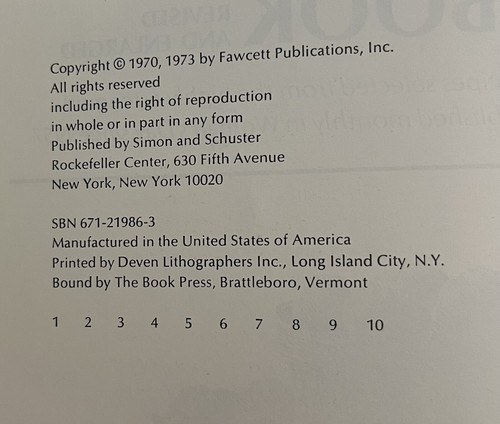 Copyright © 1970, 1973 by Fawcett Publications, Inc.
All rights reserved
including the right of reproduction
in whole or in part in any form
Published by Simon and Schuster
Rockefeller Center, 630 Fifth Avenue
New York, New York 10020
SBN 671-21986-3
Manufactured in the United States of America
Printed by Deven Lithographers Inc., Long Island City, N.Y.
Bound by The Book Press, Brattleboro, Vermont
1 2 3 4 5 6 7 8 9 10